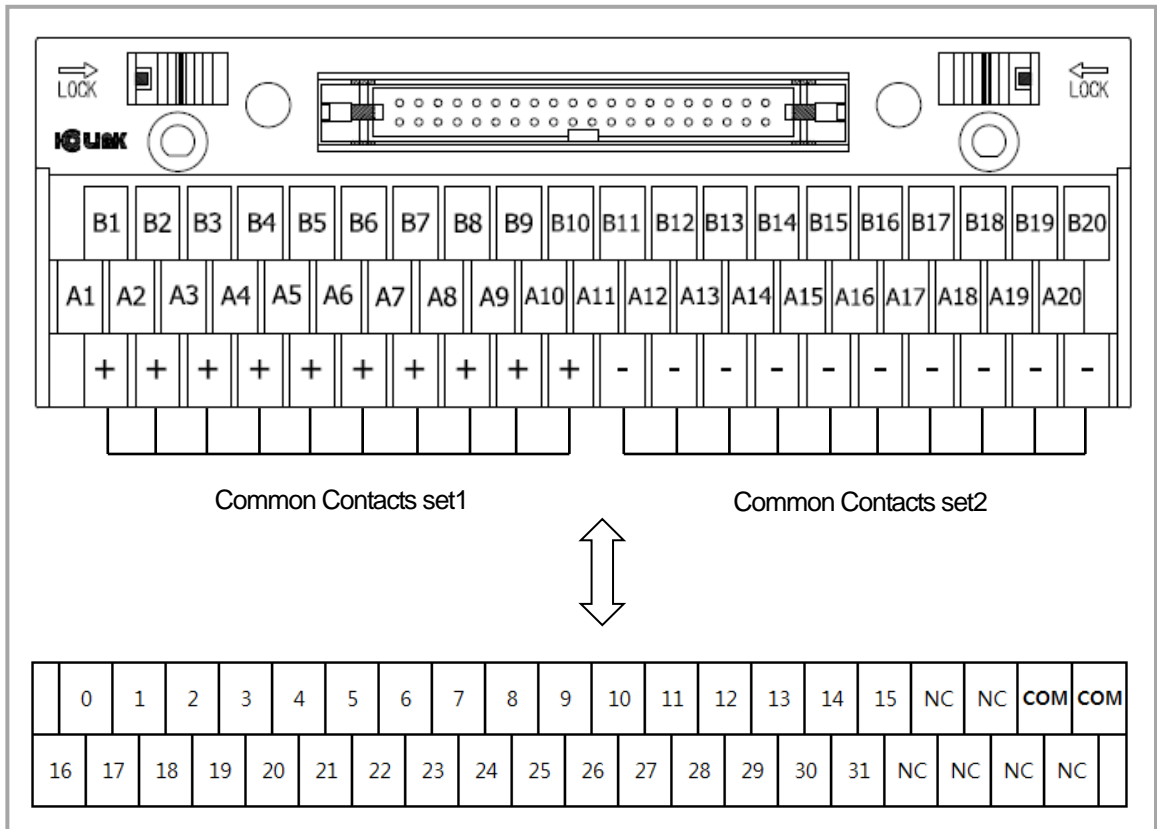 LOCK
LOCK
B1 B2 B3 B4 B5 B6 B7 B8 B9 B10 B11 B12 B13 B14 B15 B16 B17 B18 B19 B20
A1 A2 A3 A4 A5 A6 A7 A8 A9 A10 A11 A12 A13 A14 A15 A16 A17 A18 A19 A20
+ + + + + + + + + + - - - - - - - - - -
Common Contacts set1
Common Contacts set2
0 1 2 3 4 5 6 7 8 9 10 11 12 13 14 15 NC NC COM COM
16 17 18 19 20 21 22 23 24 25 26 27 28 29 30 31 NC NC NC NC